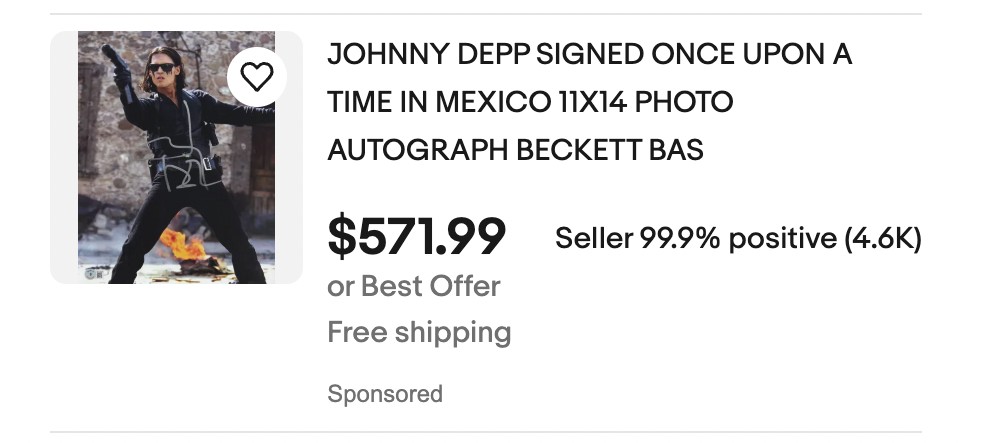 JOHNNY DEPP SIGNED ONCE UPON A
TIME IN MEXICO 11X14 PHOTO
AUTOGRAPH BECKETT BAS
$571.99
Seller 99.9% positive (4.6K)
or Best Offer
Free shipping
Sponsored